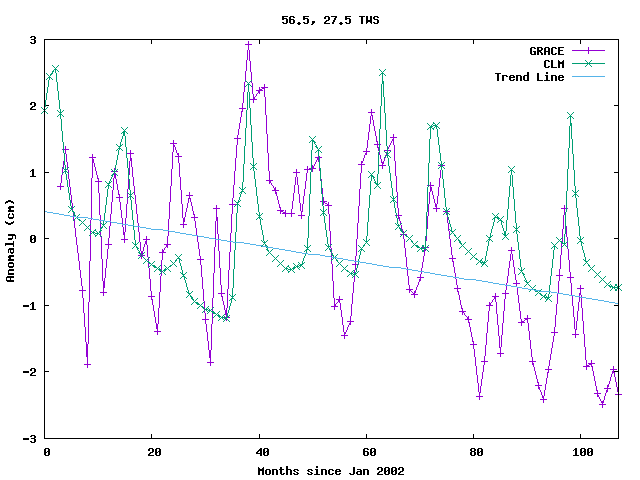 56.5, 27.5 TWS
GRACE
CLM
Trend Line
3
2
1
0
-1
-2
-3
Anomaly (cm)
0 20 40 60 80 100
Months since Jan 2002